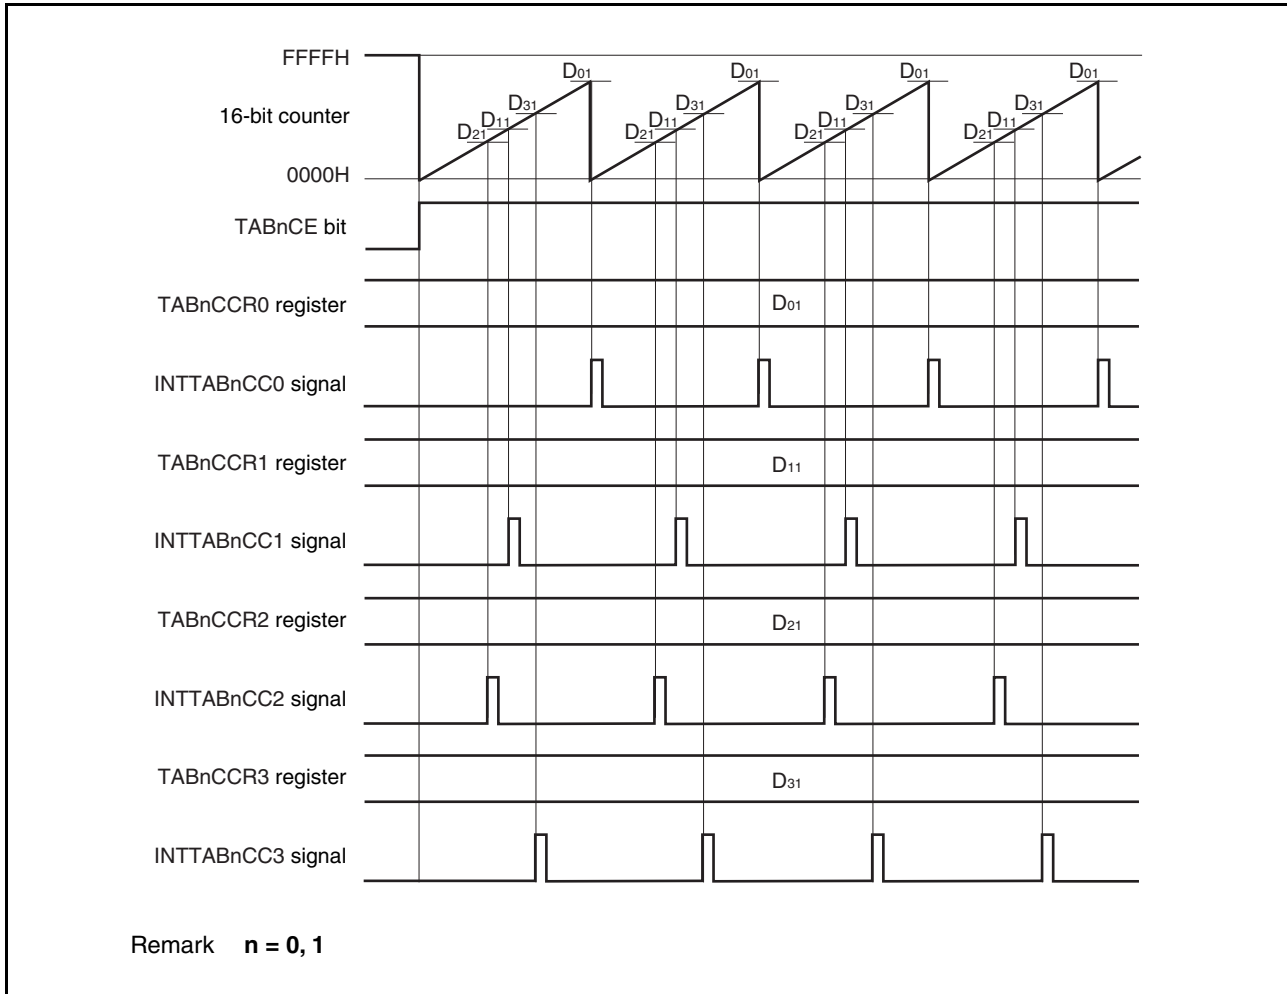 FFFFH
D01 D01 D01 D01
D31 D31 D31 D31
16-bit counter
D11 D11 D11 D11
D21 D21 D21 D21
0000H
TABnCE bit
TABnCCR0 register D01
INTTABnCC0 signal
TABnCCR1 register D11
INTTABnCC1 signal
TABnCCR2 register D21
INTTABnCC2 signal
TABnCCR3 register D31
INTTABnCC3 signal
Remark n = 0, 1